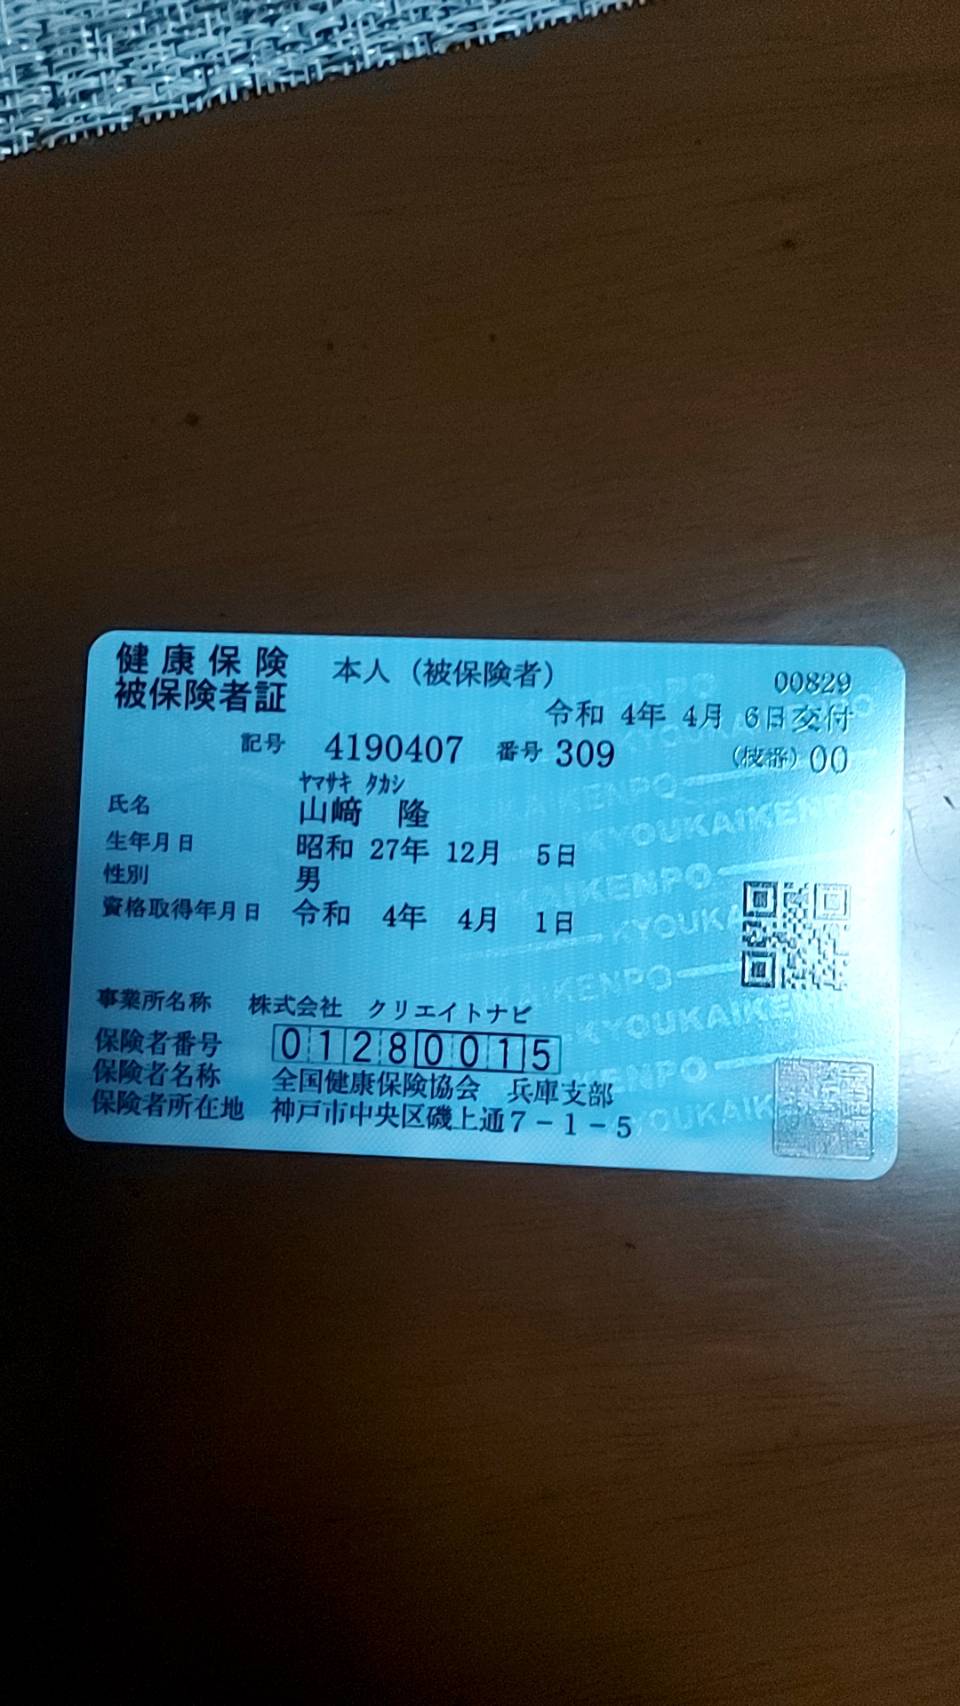 健康保険 本人（被保険者） 00829
被保険者証 令和 4年 4月 6日交付
記号 4190407 番号 309 （枝番）00
ﾔﾏｻｷ ﾀｶｼ
氏名 山﨑 隆
生年月日 昭和 27年 12月 5日
性別 男
資格取得年月日 令和 4年 4月 1日
事業所名称 株式会社 クリエイトナビ
保険者番号 01280015
保険者名称 全国健康保険協会 兵庫支部
保険者所在地 神戸市中央区磯上通7-1-5
KYOUKAIKENPO